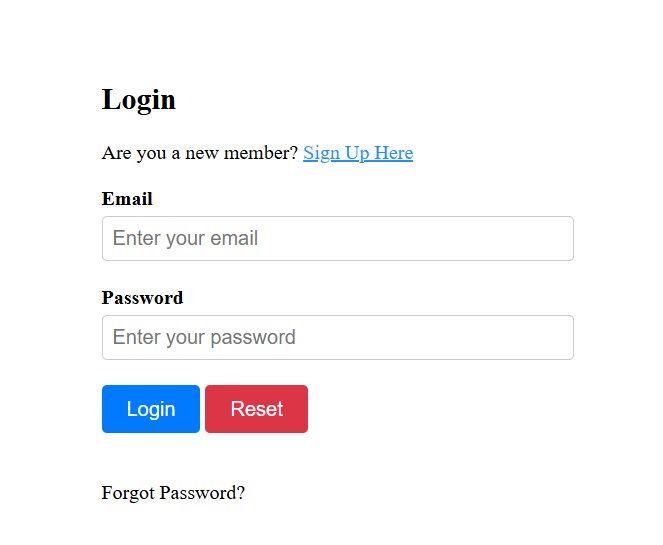 Login
Are you a new member? Sign Up Here
Email
Enter your email
Password
Enter your password
Login Reset
Forgot Password?